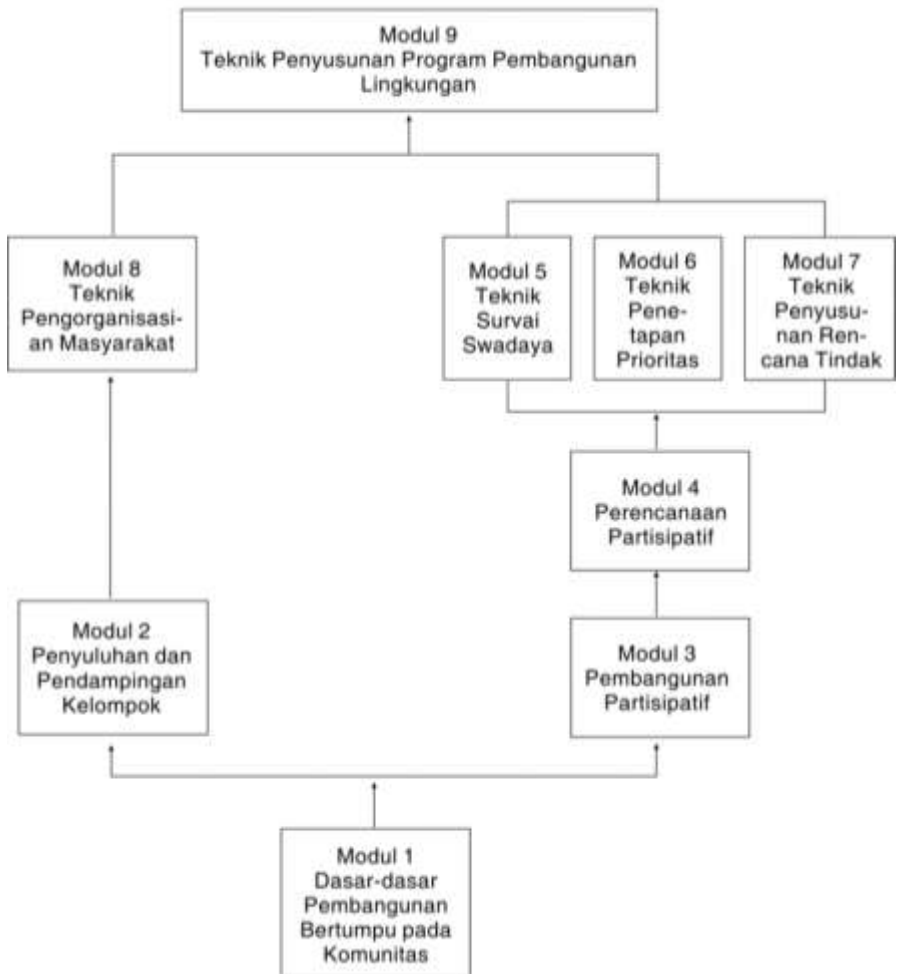 Modul 9
Teknik Penyusunan Program Pembangunan
Lingkungan
Modul 8
Teknik
Pengorganisasi-
an Masyarakat
Modul 5
Teknik
Survai
Swadaya
Modul 6
Teknik
Pene-
tapan
Prioritas
Modul 7
Teknik
Penyusu-
nan Ren-
cana Tindak
Modul 4
Perencanaan
Partisipatif
Modul 2
Penyuluhan dan
Pendampingan
Kelompok
Modul 3
Pembangunan
Partisipatif
Modul 1
Dasar-dasar
Pembangunan
Bertumpu pada
Komunitas